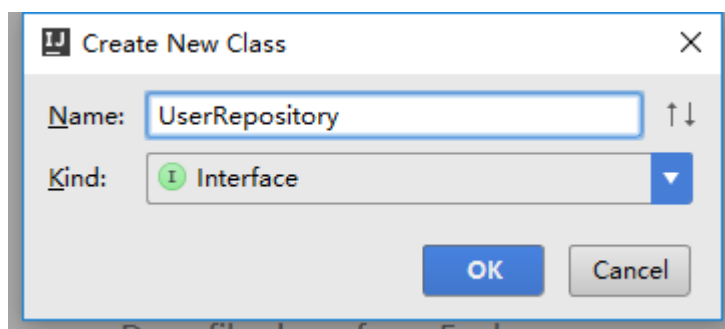 IJ Create New Class
Name: UserRepository
Kind: I Interface
OK Cancel